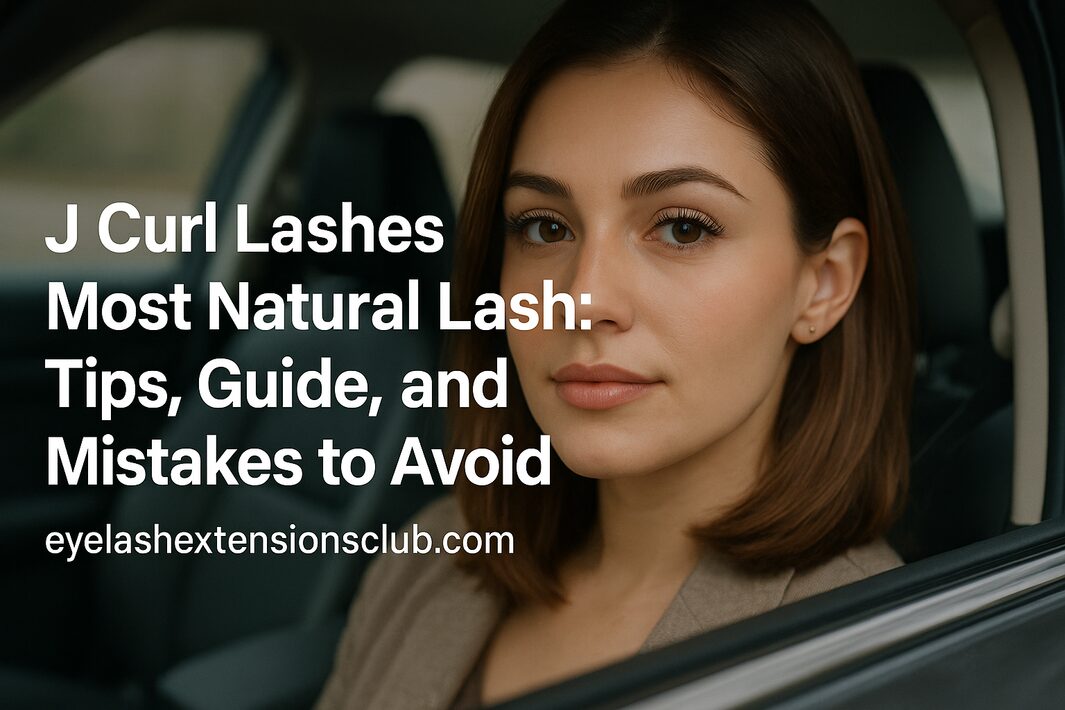 J Curl Lashes
Most Natural Lash:
Tips, Guide, and
Mistakes to Avoid
eyelashextensionsclub.com